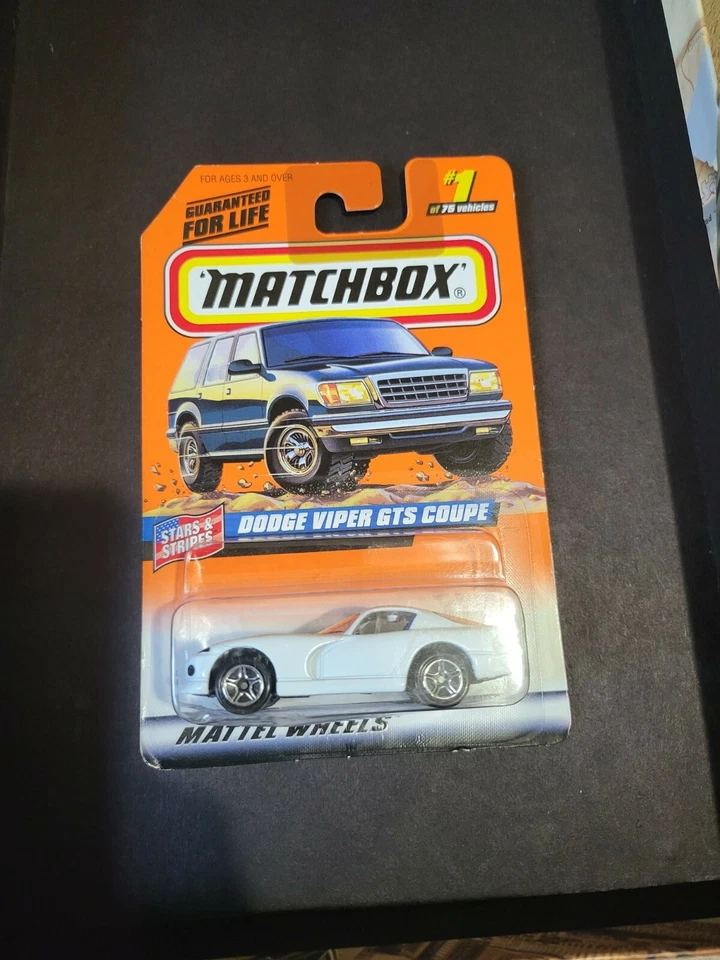 FOR AGES 3 AND OVER
GUARANTEED
FOR LIFE
#1
of 75 vehicles
'MATCHBOX'®
STARS &
STRIPES
DODGE VIPER GTS COUPE
MATTEL WHEELS